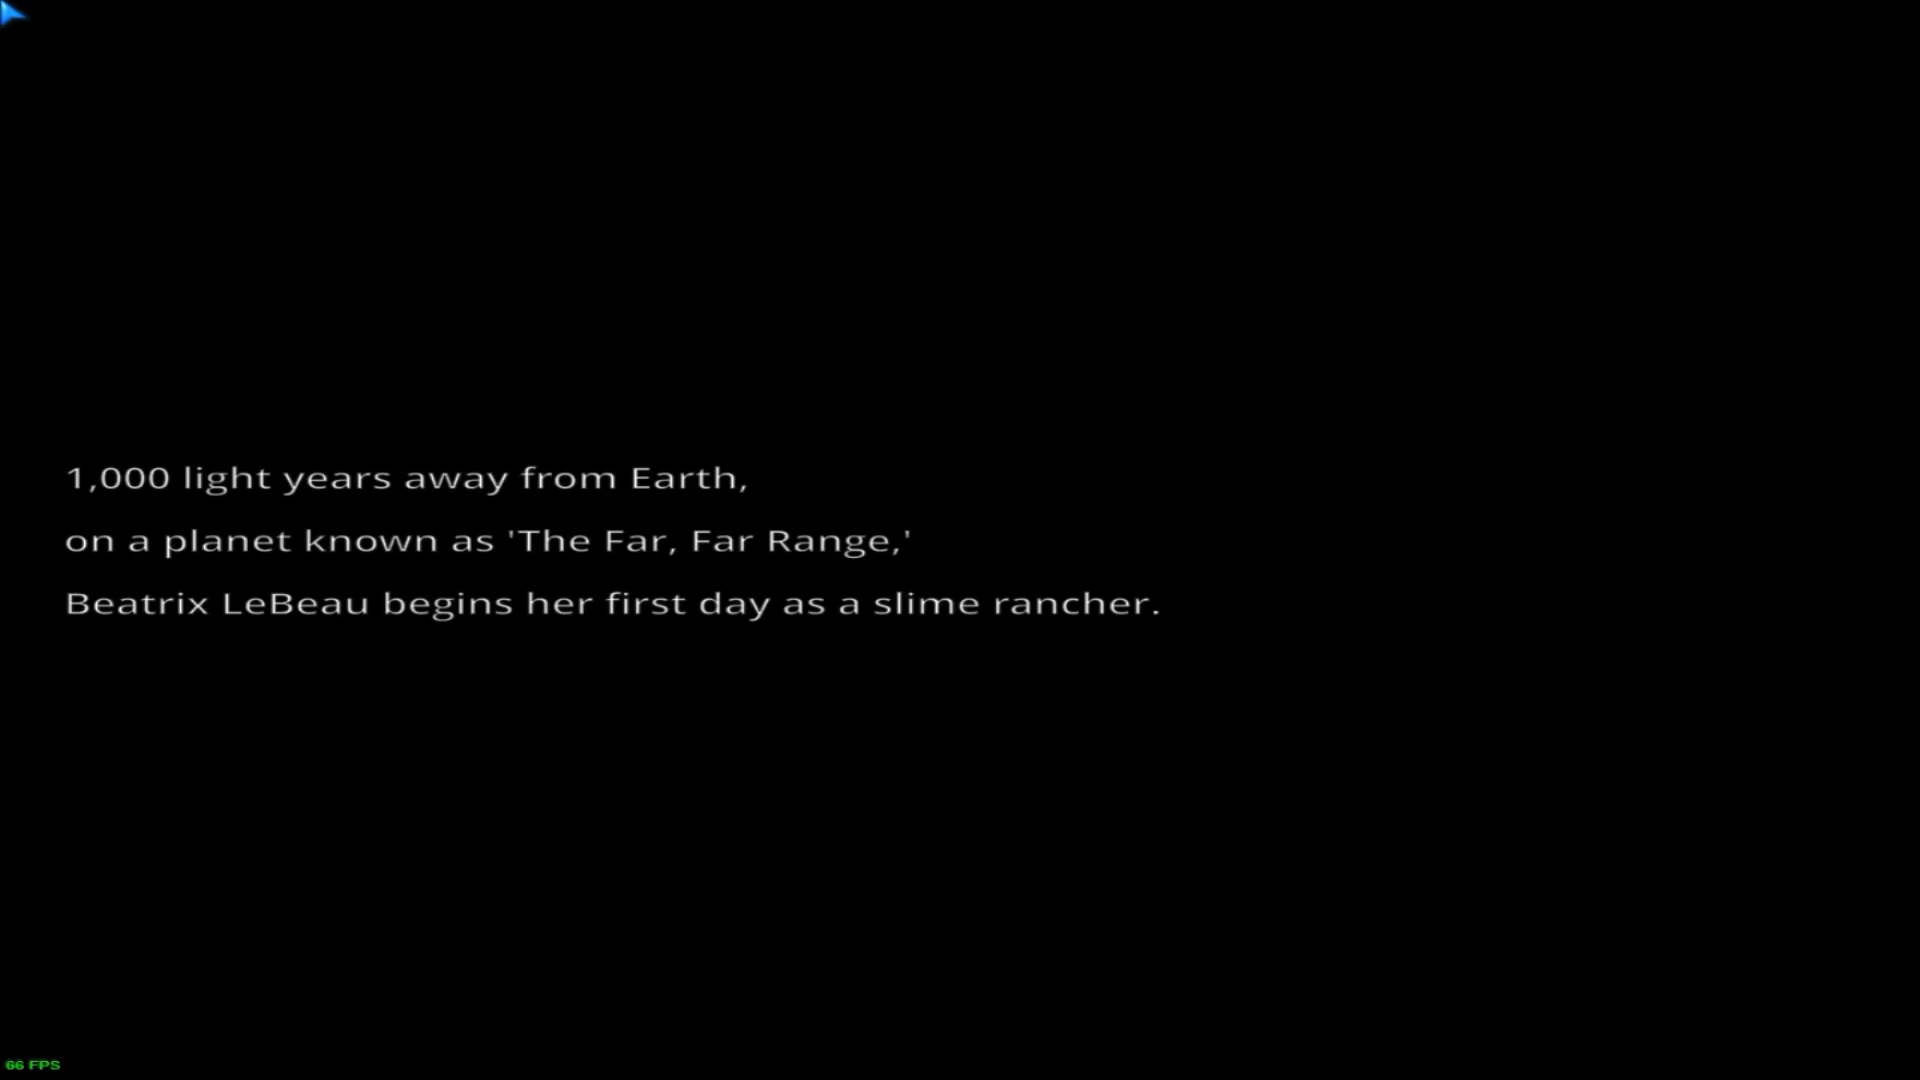 1,000 light years away from Earth,
on a planet known as 'The Far, Far Range,'
Beatrix LeBeau begins her first day as a slime rancher.
66 FPS